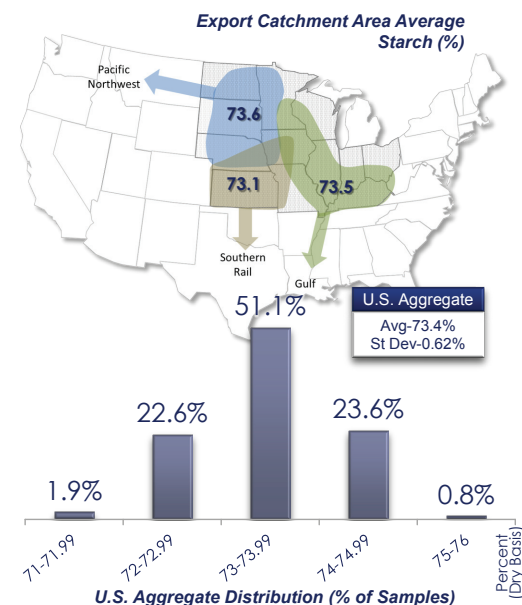 Export Catchment Area Average
Starch (%)
Pacific
Northwest
73.6
73.1
73.5
Southern
Rail
Gulf
U.S. Aggregate
Avg-73.4%
St Dev-0.62%
51.1%
22.6%
23.6%
1.9%
0.8%
71-71.99
72-72.99
73-73.99
74-74.99
75-76
Percent
(Dry Basis)
U.S. Aggregate Distribution (% of Samples)